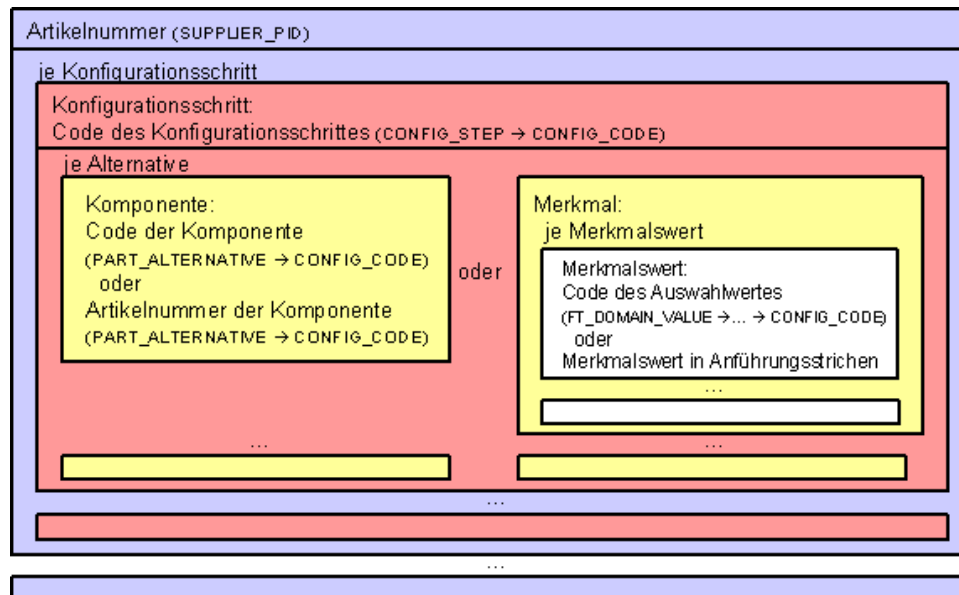 Artikelnummer (SUPPLIER_PID)
je Konfigurationsschritt
Konfigurationsschritt:
Code des Konfigurationsschrittes (CONFIG_STEP → CONFIG_CODE)
je Alternative
Komponente:
Code der Komponente
(PART_ALTERNATIVE → CONFIG_CODE)
oder
Artikelnummer der Komponente
(PART_ALTERNATIVE → CONFIG_CODE)
...
oder
Merkmal:
je Merkmalswert
Merkmalswert:
Code des Auswahlwertes
(FT_DOMAIN_VALUE →... → CONFIG_CODE)
oder
Merkmalswert in Anführungsstrichen
...
...
...
...